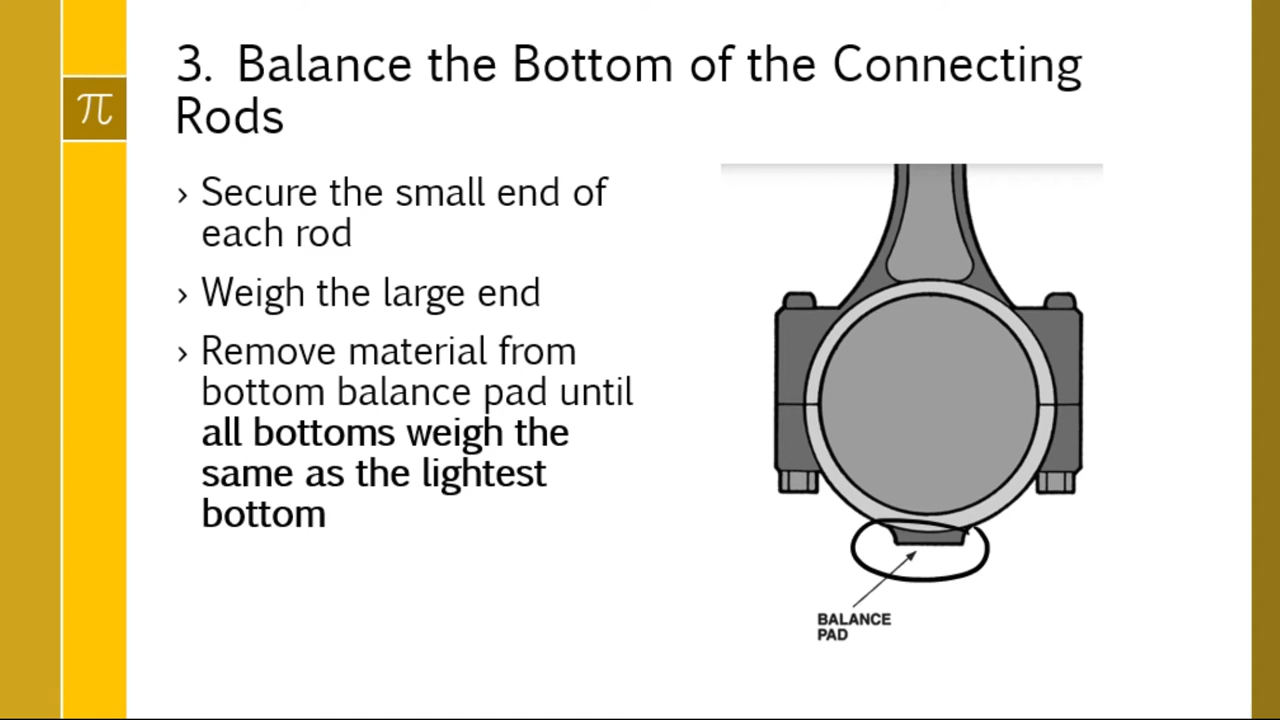 3. Balance the Bottom of the Connecting
Rods
π
› Secure the small end of
each rod
› Weigh the large end
› Remove material from
bottom balance pad until
all bottoms weigh the
same as the lightest
bottom
BALANCE
PAD